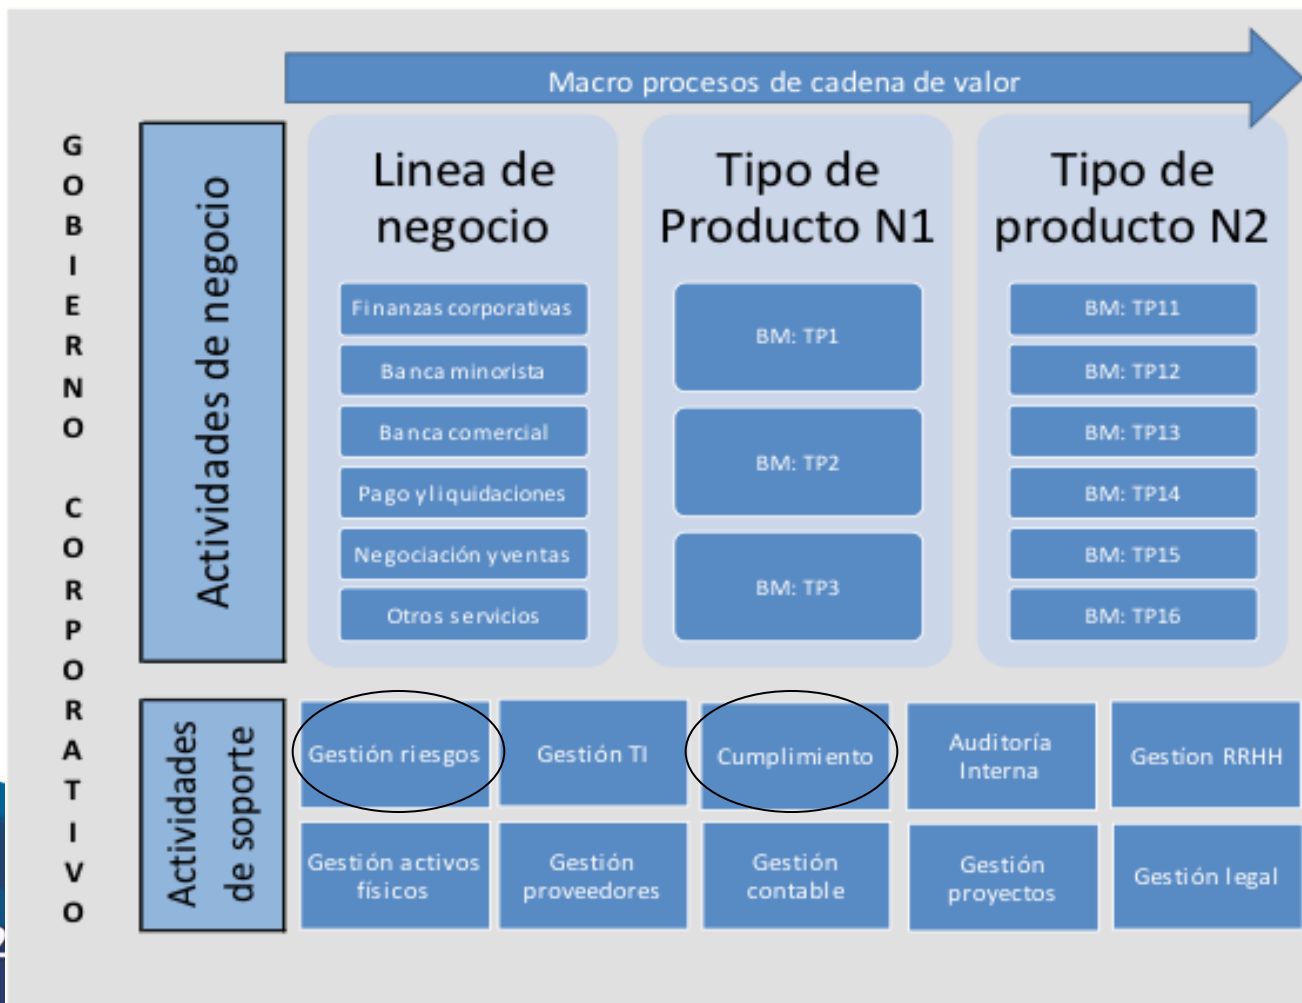 Macro procesos de cadena de valor
GOBIERNO CORPORATIVO
Actividades de negocio
Linea de
negocio
Finanzas corporativas
Banca minorista
Banca comercial
Pago y liquidaciones
Negociación y ventas
Otros servicios
Tipo de
Producto N1
BM: TP1
BM: TP2
BM: TP3
Tipo de
producto N2
BM: TP11
BM: TP12
BM: TP13
BM: TP14
BM: TP15
BM: TP16
Actividades
de soporte
Gestión riesgos
Gestión TI
Cumplimiento
Auditoría
Interna
Gestíon RRHH
Gestión activos
físicos
Gestión
proveedores
Gestión
contable
Gestión
proyectos
Gestión legal